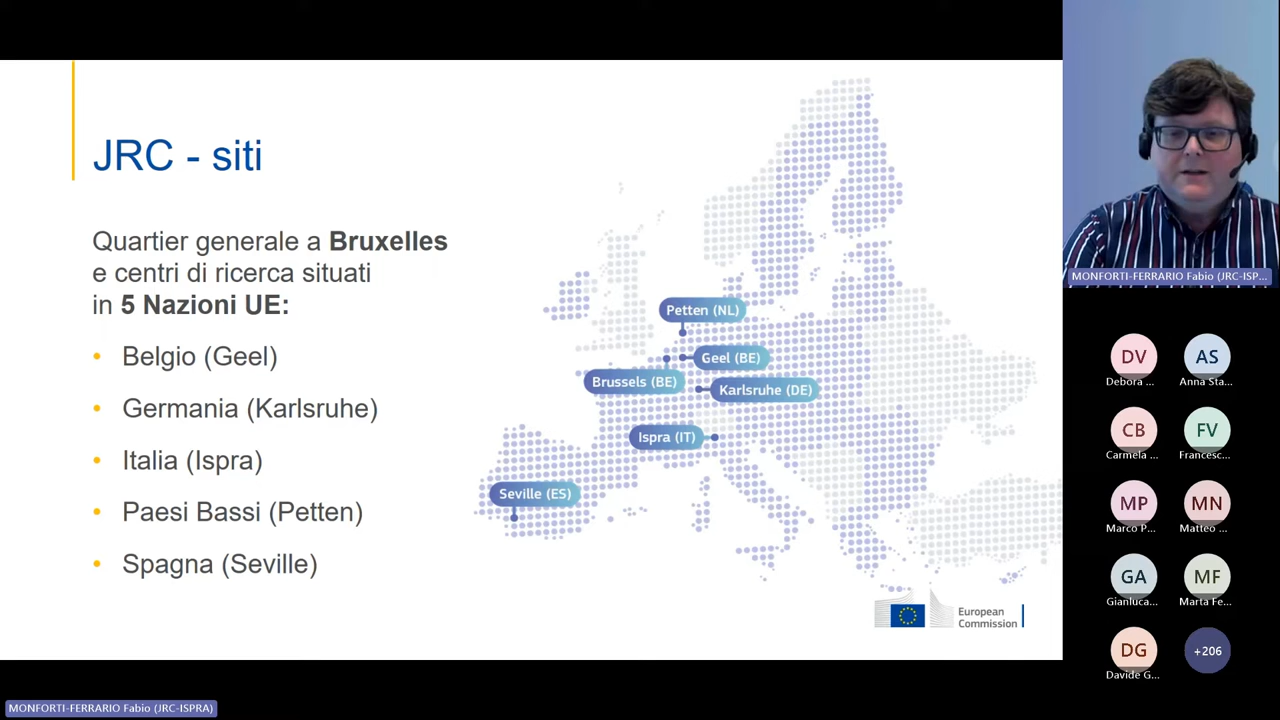 JRC - siti
Quartier generale a Bruxelles
e centri di ricerca situati
in 5 Nazioni UE:
• Belgio (Geel)
• Germania (Karlsruhe)
• Italia (Ispra)
• Paesi Bassi (Petten)
• Spagna (Seville)
Petten (NL)
Geel (BE)
Brussels (BE)
Karlsruhe (DE)
Ispra (IT)
Seville (ES)
European
Commission
MONFORTI-FERRARIO Fabio (JRC-ISP...
DV
Debora ...
AS
Anna Sta...
CB
Carmela ...
FV
Francesc...
MP
Marco P...
MN
Matteo ...
GA
Gianluca...
MF
Marta Fe...
DG
Davide G...
+206
MONFORTI-FERRARIO Fabio (JRC-ISPRA)